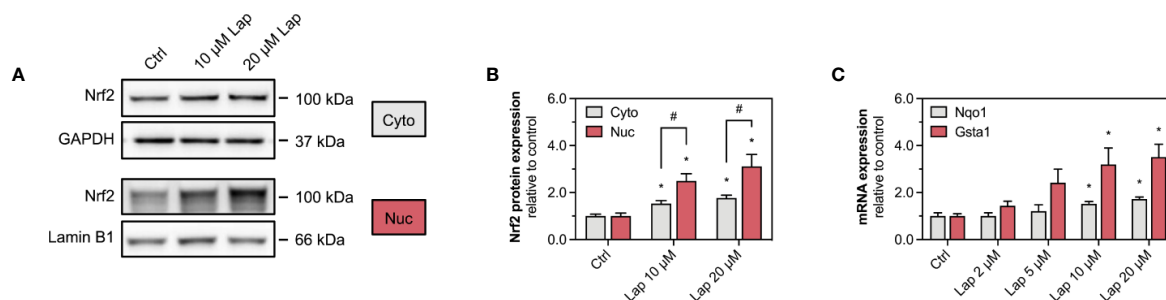 A
Ctrl
10 µM Lap
20 µM Lap
Nrf2
– 100 kDa
GAPDH
– 37 kDa
Cyto
Nrf2
– 100 kDa
Lamin B1
– 66 kDa
Nuc
B
Nrf2 protein expression
relative to control
6.0
4.0
2.0
0.0
Cyto
Nuc
#
#
*
*
*
*
Ctrl
Lap 10 µM
Lap 20 µM
C
mRNA expression
relative to control
6.0
4.0
2.0
0.0
Nqo1
Gsta1
*
*
*
*
Ctrl
Lap 2 µM
Lap 5 µM
Lap 10 µM
Lap 20 µM